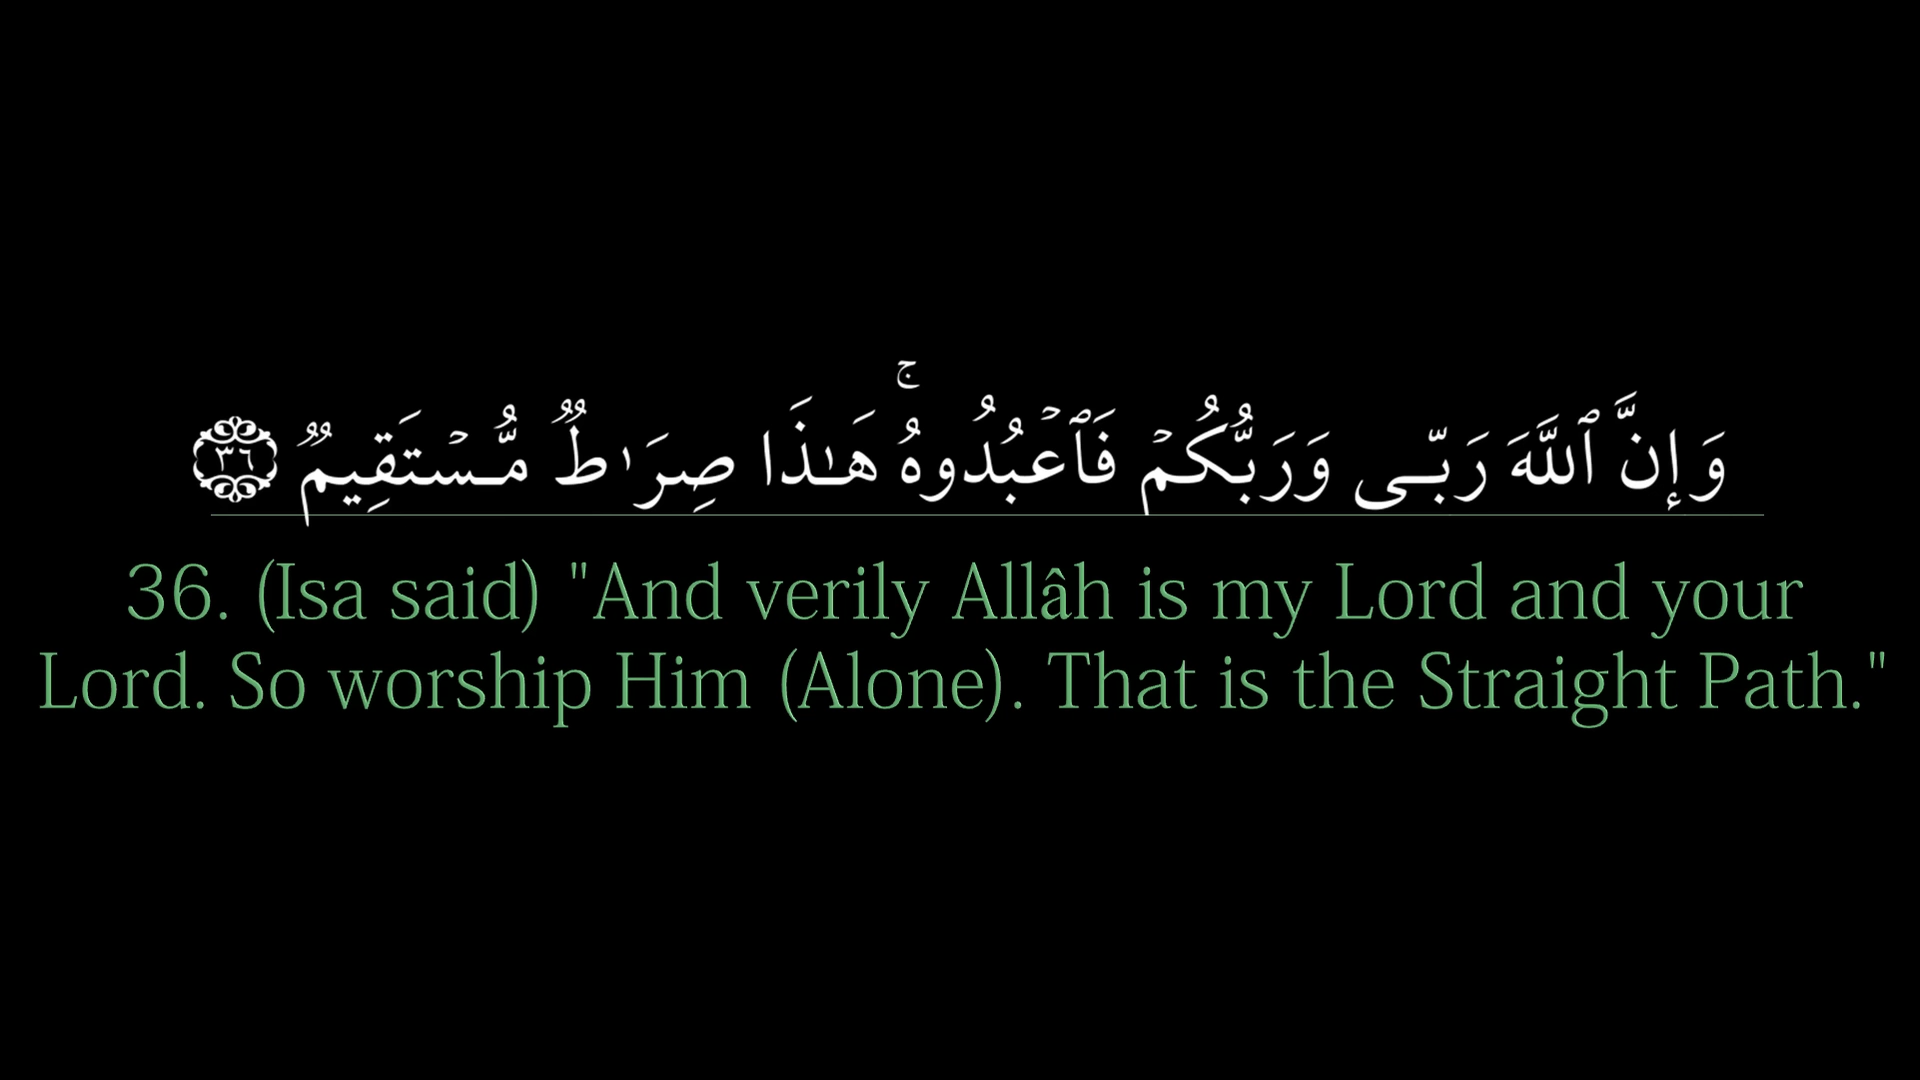 وَإِنَّ ٱللَّهَ رَبِّى وَرَبُّكُمۡ فَٱعۡبُدُوهُۚ هَـٰذَا صِرَٰطٌ مُّسۡتَقِيمٌ ٣٦
36. (Isa said) "And verily Allâh is my Lord and your
Lord. So worship Him (Alone). That is the Straight Path."